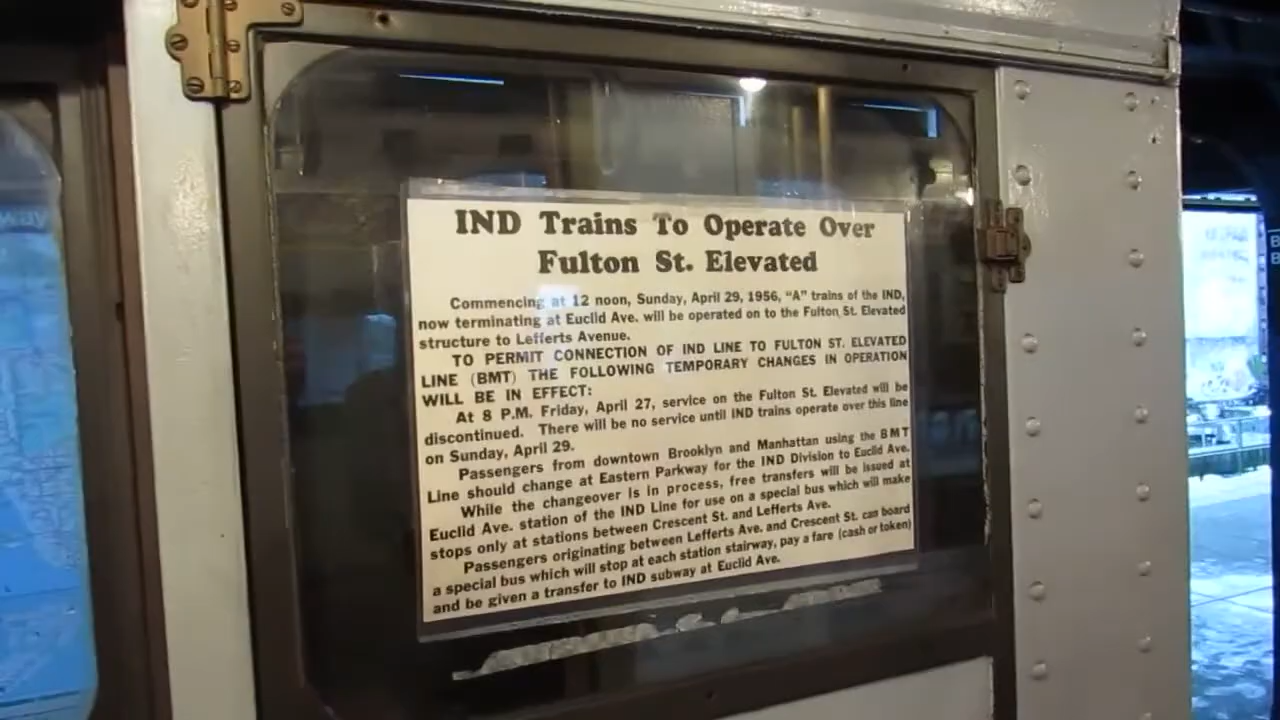 IND Trains To Operate Over
Fulton St. Elevated
Commencing at 12 noon, Sunday, April 29, 1956, "A" trains of the IND,
now terminating at Euclid Ave. will be operated on to the Fulton St. Elevated
structure to Lefferts Avenue.
TO PERMIT CONNECTION OF IND LINE TO FULTON ST. ELEVATED
LINE (BMT) THE FOLLOWING TEMPORARY CHANGES IN OPERATION
WILL BE IN EFFECT:
At 8 P.M. Friday, April 27, service on the Fulton St. Elevated will be
discontinued. There will be no service until IND trains operate over this line
on Sunday, April 29.
Passengers from downtown Brooklyn and Manhattan using the BMT
Line should change at Eastern Parkway for the IND Division to Euclid Ave.
While the changeover is in process, free transfers will be issued at
Euclid Ave. station of the IND Line for use on a special bus which will make
stops only at stations between Crescent St. and Lefferts Ave.
Passengers originating between Lefferts Ave. and Crescent St. can board
a special bus which will stop at each station stairway, pay a fare (cash or token)
and be given a transfer to IND subway at Euclid Ave.
way